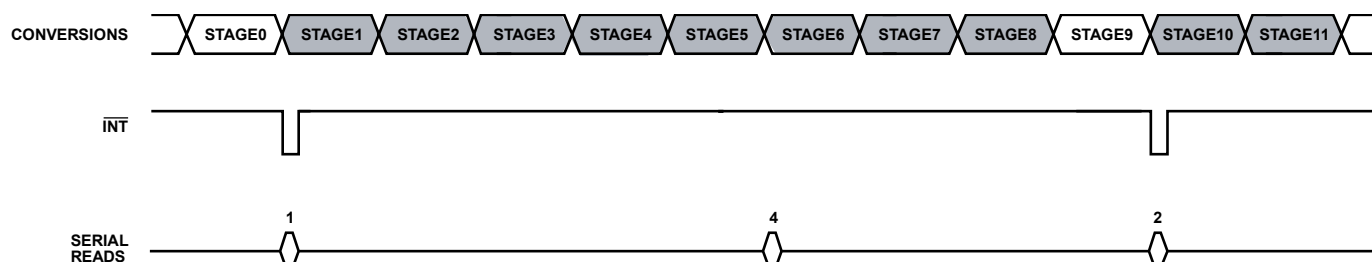 CONVERSIONS STAGE0 STAGE1 STAGE2 STAGE3 STAGE4 STAGE5 STAGE6 STAGE7 STAGE8 STAGE9 STAGE10 STAGE11
INT
1 4 2
SERIAL
READS